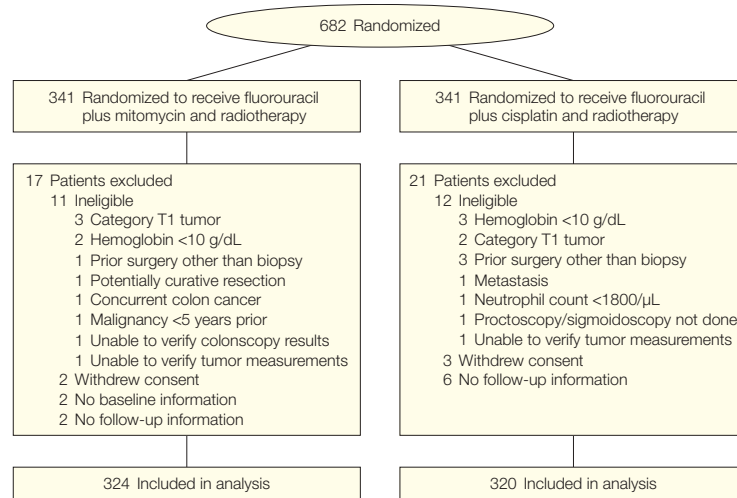 682 Randomized
341 Randomized to receive fluorouracil
plus mitomycin and radiotherapy
341 Randomized to receive fluorouracil
plus cisplatin and radiotherapy
17 Patients excluded
11 Ineligible
3 Category T1 tumor
2 Hemoglobin <10 g/dL
1 Prior surgery other than biopsy
1 Potentially curative resection
1 Concurrent colon cancer
1 Malignancy <5 years prior
1 Unable to verify colonscopy results
1 Unable to verify tumor measurements
2 Withdrew consent
2 No baseline information
2 No follow-up information
21 Patients excluded
12 Ineligible
3 Hemoglobin <10 g/dL
2 Category T1 tumor
3 Prior surgery other than biopsy
1 Metastasis
1 Neutrophil count <1800/µL
1 Proctoscopy/sigmoidoscopy not done
1 Unable to verify tumor measurements
3 Withdrew consent
6 No follow-up information
324 Included in analysis
320 Included in analysis